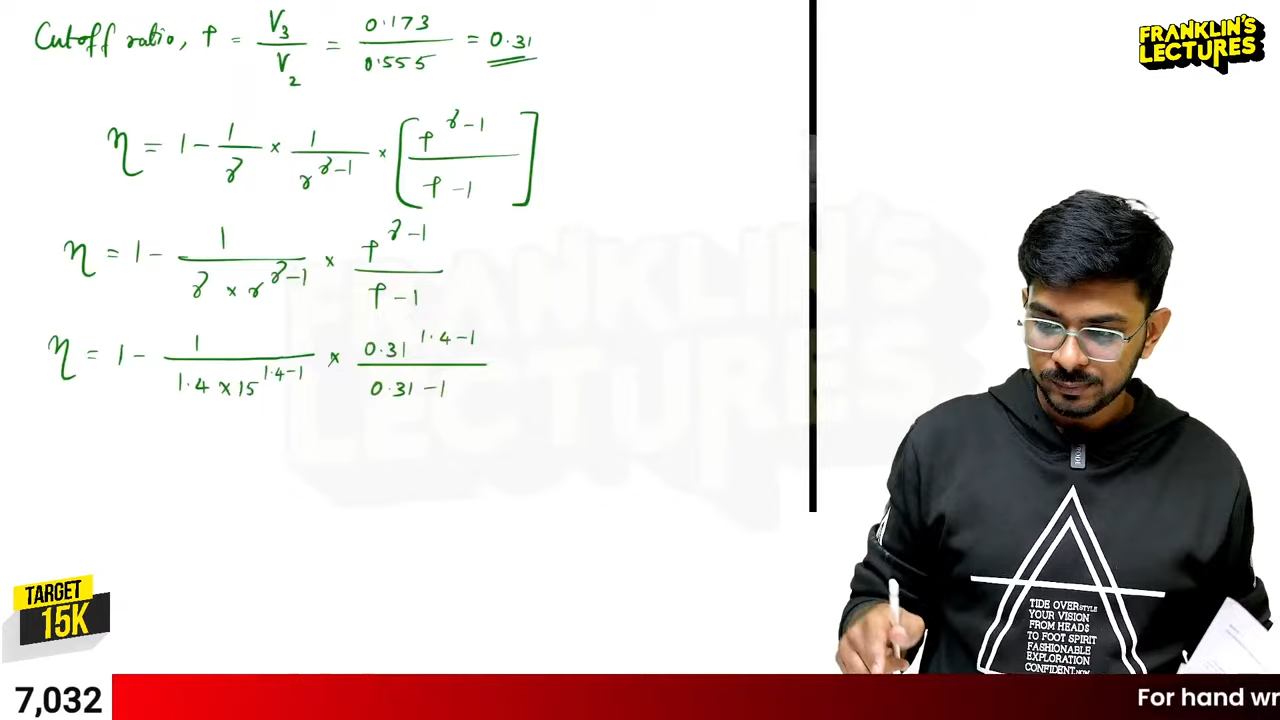 Cutoff ratio, ρ = V₃ / V₂ = 0.173 / 0.555 = 0.31
η = 1 - 1/γ × 1/r^(γ-1) × [ρ^(γ-1) / ρ-1]
η = 1 - 1/(γ × r^(γ-1)) × ρ^(γ-1) / ρ-1
η = 1 - 1/(1.4 × 15^(1.4-1)) × 0.31^(1.4-1) / 0.31-1
FRANKLIN'S
LECTURES
FRANKLIN'S
LECTURES
TIDE OVER STYLE
YOUR VISION
FROM HEADS
TO FOOT SPIRIT
FASHIONABLE
EXPLORATION
CONFIDENT.
TARGET
15K
7,032
For hand wr